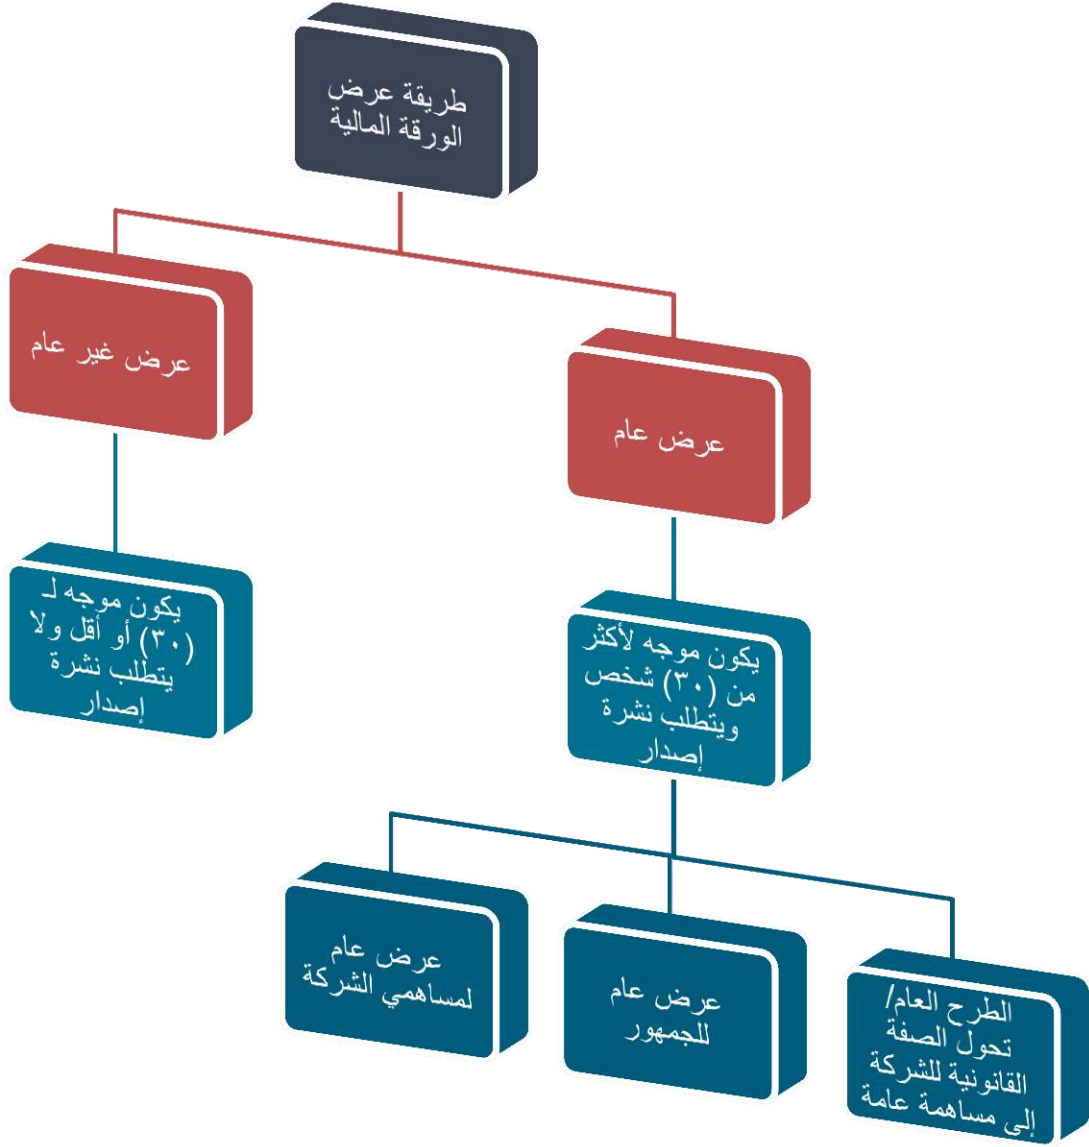 طريقة عرض
الورقة المالية
عرض عام
عرض غير عام
يكون موجه لأكثر
من (٣٠) شخص
ويتطلب نشرة
إصدار
يكون موجه لـ
(٣٠) أو أقل ولا
يتطلب نشرة
إصدار
الطرح العام/
تحول الصفة
القانونية للشركة
إلى مساهمة عامة
عرض عام
للجمهور
عرض عام
لمساهمي الشركة